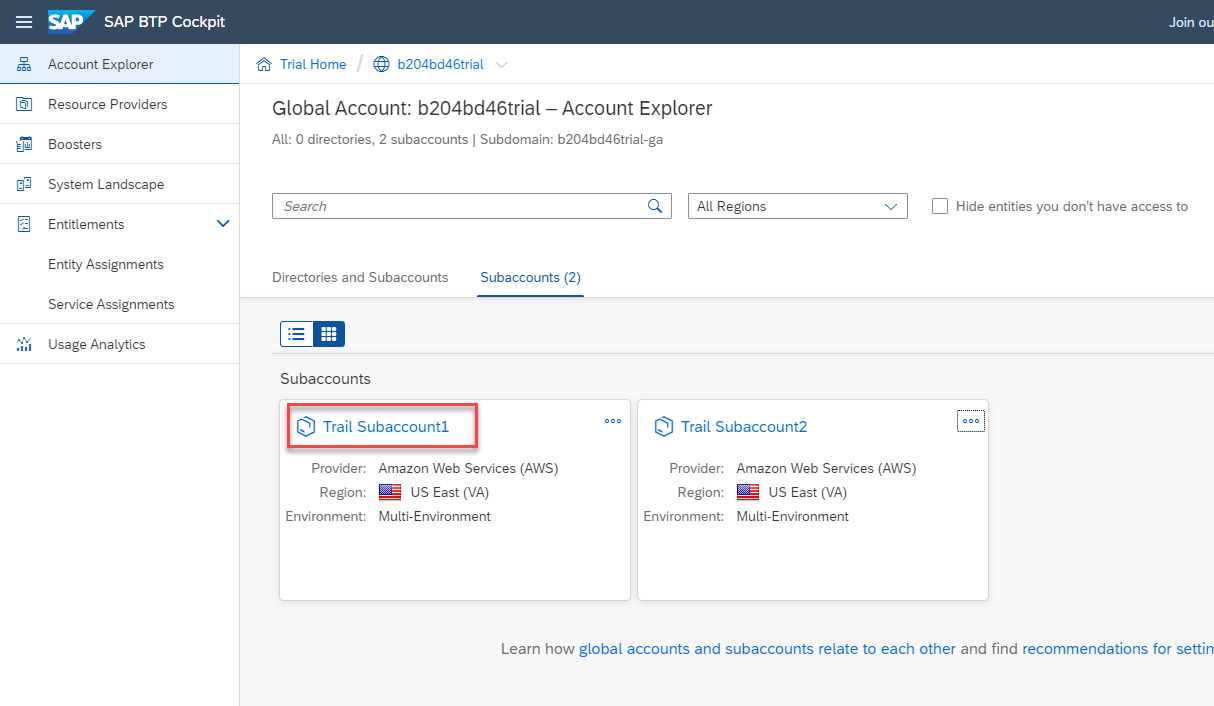 SAP SAP BTP Cockpit
Join ou
Account Explorer
Resource Providers
Boosters
System Landscape
Entitlements
Entity Assignments
Service Assignments
Usage Analytics
Trial Home / b204bd46trial
Global Account: b204bd46trial – Account Explorer
All: 0 directories, 2 subaccounts | Subdomain: b204bd46trial-ga
Search
All Regions
Hide entities you don't have access to
Directories and Subaccounts
Subaccounts (2)
Subaccounts
Trail Subaccount1
Provider: Amazon Web Services (AWS)
Region: US East (VA)
Environment: Multi-Environment
Trail Subaccount2
Provider: Amazon Web Services (AWS)
Region: US East (VA)
Environment: Multi-Environment
Learn how global accounts and subaccounts relate to each other and find recommendations for settin